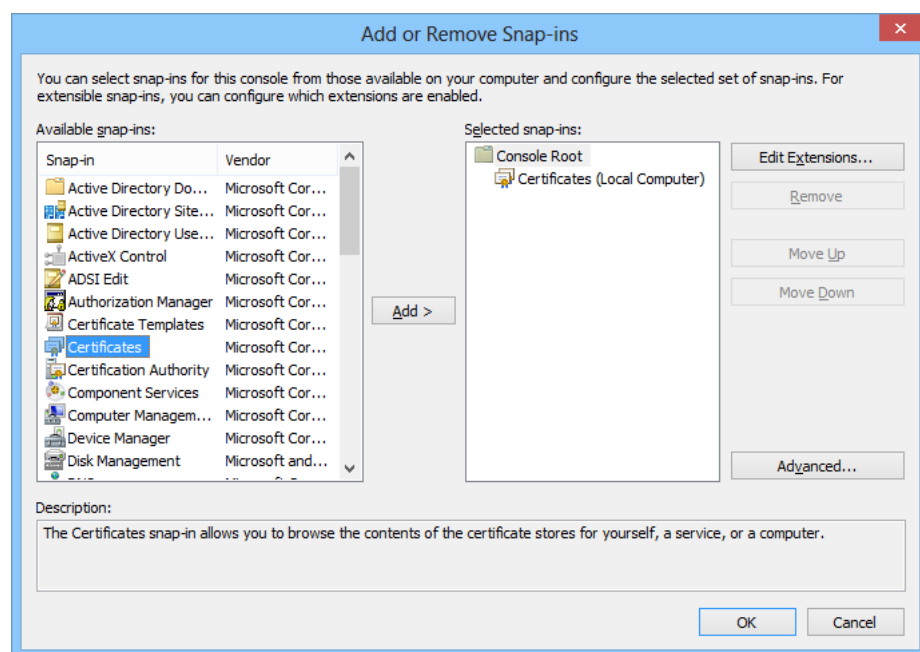 Add or Remove Snap-ins
You can select snap-ins for this console from those available on your computer and configure the selected set of snap-ins. For
extensible snap-ins, you can configure which extensions are enabled.
Available snap-ins:
Snap-in Vendor
Active Directory Do... Microsoft Cor...
Active Directory Site... Microsoft Cor...
Active Directory Use... Microsoft Cor...
ActiveX Control Microsoft Cor...
ADSI Edit Microsoft Cor...
Authorization Manager Microsoft Cor...
Certificate Templates Microsoft Cor...
Certificates Microsoft Cor...
Certification Authority Microsoft Cor...
Component Services Microsoft Cor...
Computer Managem... Microsoft Cor...
Device Manager Microsoft Cor...
Disk Management Microsoft and...
Add >
Selected snap-ins:
Console Root
Certificates (Local Computer)
Edit Extensions...
Remove
Move Up
Move Down
Advanced...
Description:
The Certificates snap-in allows you to browse the contents of the certificate stores for yourself, a service, or a computer.
OK Cancel